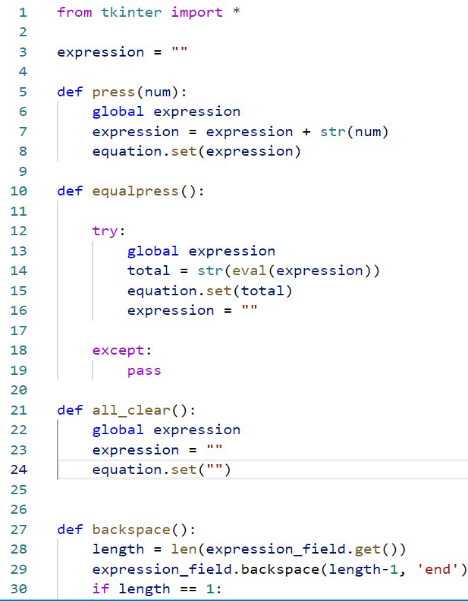 1 from tkinter import *
2
3 expression = ""
4
5 def press(num):
6 global expression
7 expression = expression + str(num)
8 equation.set(expression)
9
10 def equalpress():
11
12 try:
13 global expression
14 total = str(eval(expression))
15 equation.set(total)
16 expression = ""
17
18 except:
19 pass
20
21 def all_clear():
22 global expression
23 expression = ""
24 equation.set("")
25
26
27 def backspace():
28 length = len(expression_field.get())
29 expression_field.backspace(length-1, 'end')
30 if length == 1: